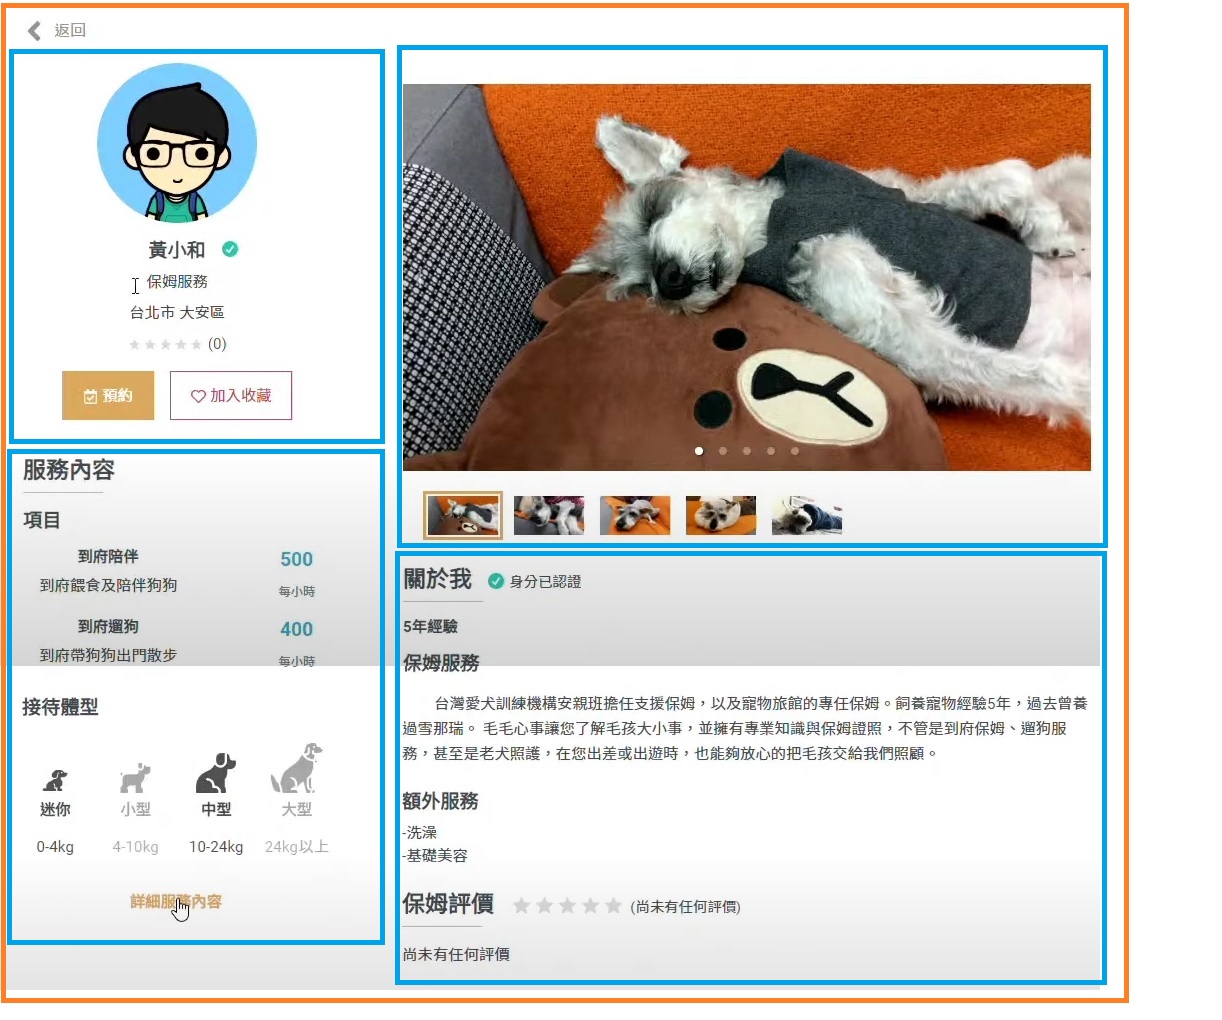 返回
黃小和
保姆服務
台北市 大安區
(0)
預約
加入收藏
服務內容
項目
到府陪伴
500
到府餵食及陪伴狗狗
每小時
到府遛狗
400
到府帶狗狗出門散步
每小時
接待體型
迷你
小型
中型
大型
0-4kg
4-10kg
10-24kg
24kg以上
詳細服務內容
關於我
身分已認證
5年經驗
保姆服務
台灣愛犬訓練機構安親班擔任支援保姆，以及寵物旅館的專任保姆。飼養寵物經驗5年，過去曾養
過雪那瑞。 毛毛心事讓您了解毛孩大小事，並擁有專業知識與保姆證照，不管是到府保姆、遛狗服
務，甚至是老犬照護，在您出差或出遊時，也能夠放心的把毛孩交給我們照顧。
額外服務
-洗澡
-基礎美容
保姆評價
(尚未有任何評價)
尚未有任何評價